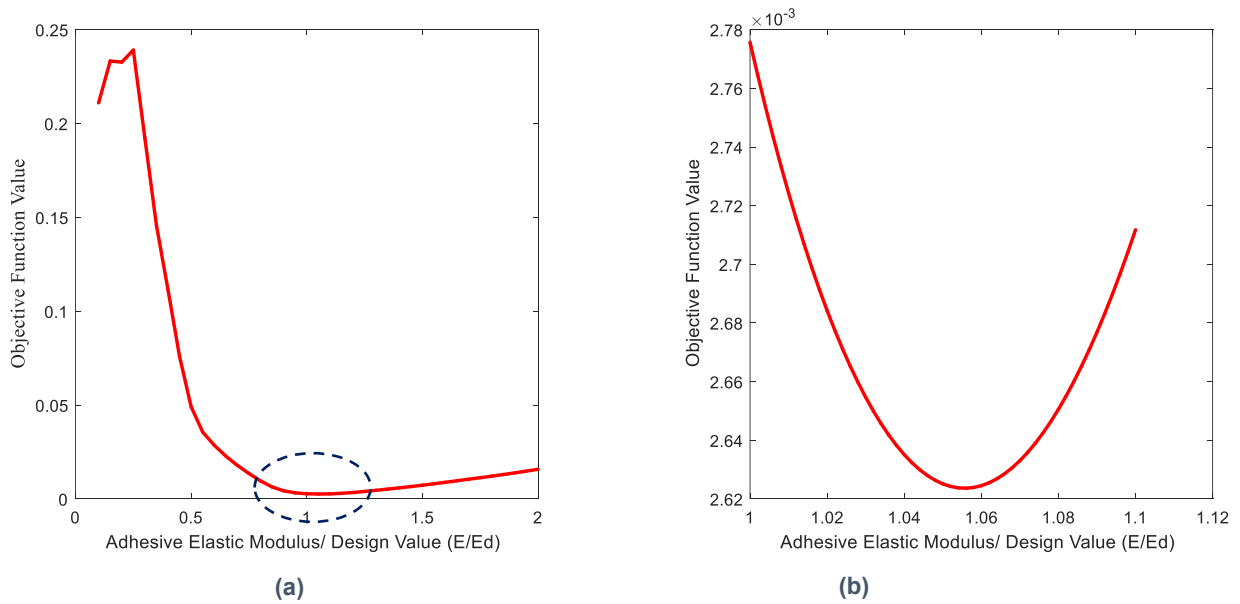 0.25
0.2
0.15
0.1
0.05
0
Objective Function Value
0 0.5 1 1.5 2
Adhesive Elastic Modulus/ Design Value (E/Ed)
(a)
×10⁻³
2.78
2.76
2.74
2.72
2.7
2.68
2.66
2.64
2.62
Objective Function Value
1 1.02 1.04 1.06 1.08 1.1 1.12
Adhesive Elastic Modulus/ Design Value (E/Ed)
(b)